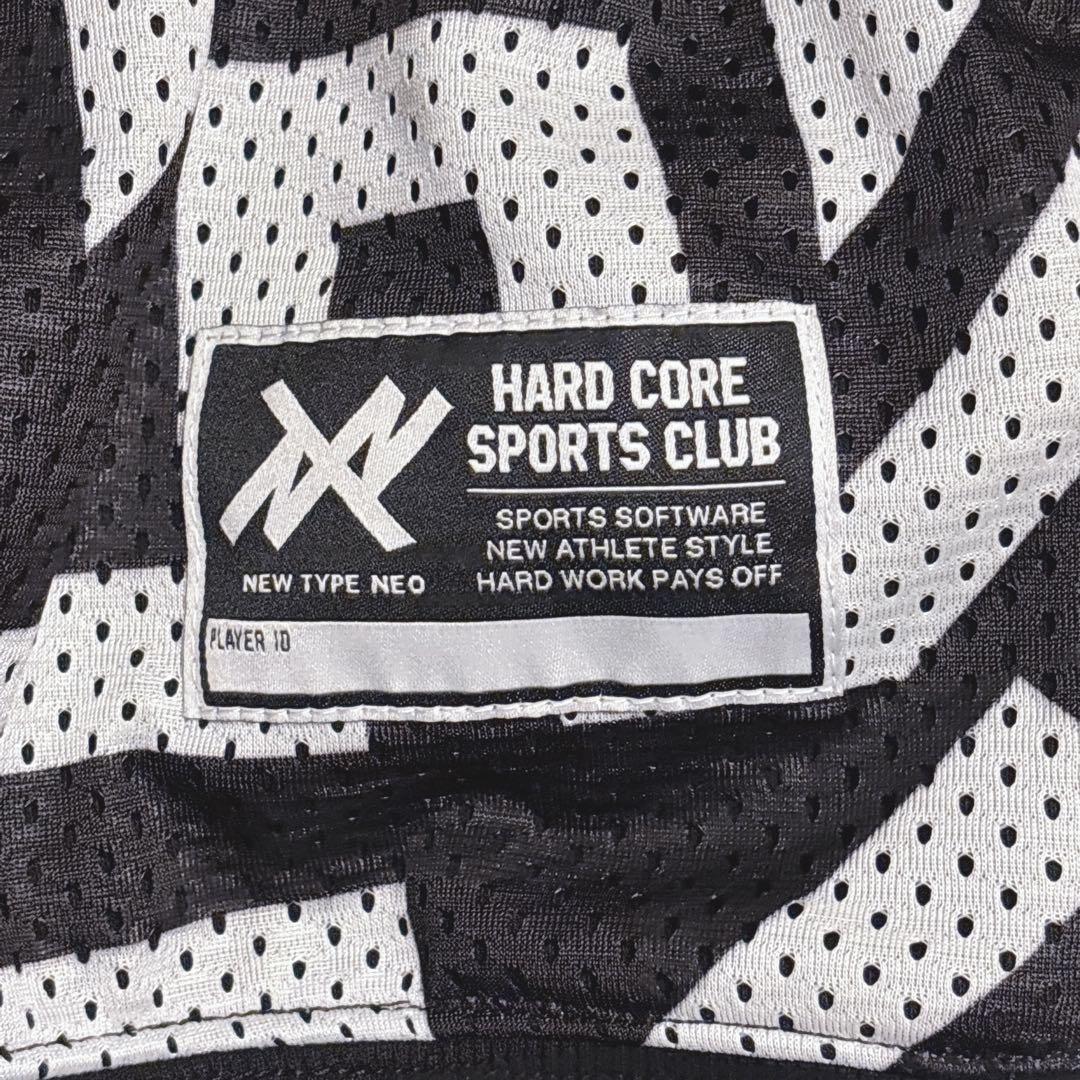 HARD CORE
SPORTS CLUB
SPORTS SOFTWARE
NEW ATHLETE STYLE
HARD WORK PAYS OFF
NEW TYPE NEO
PLAYER ID